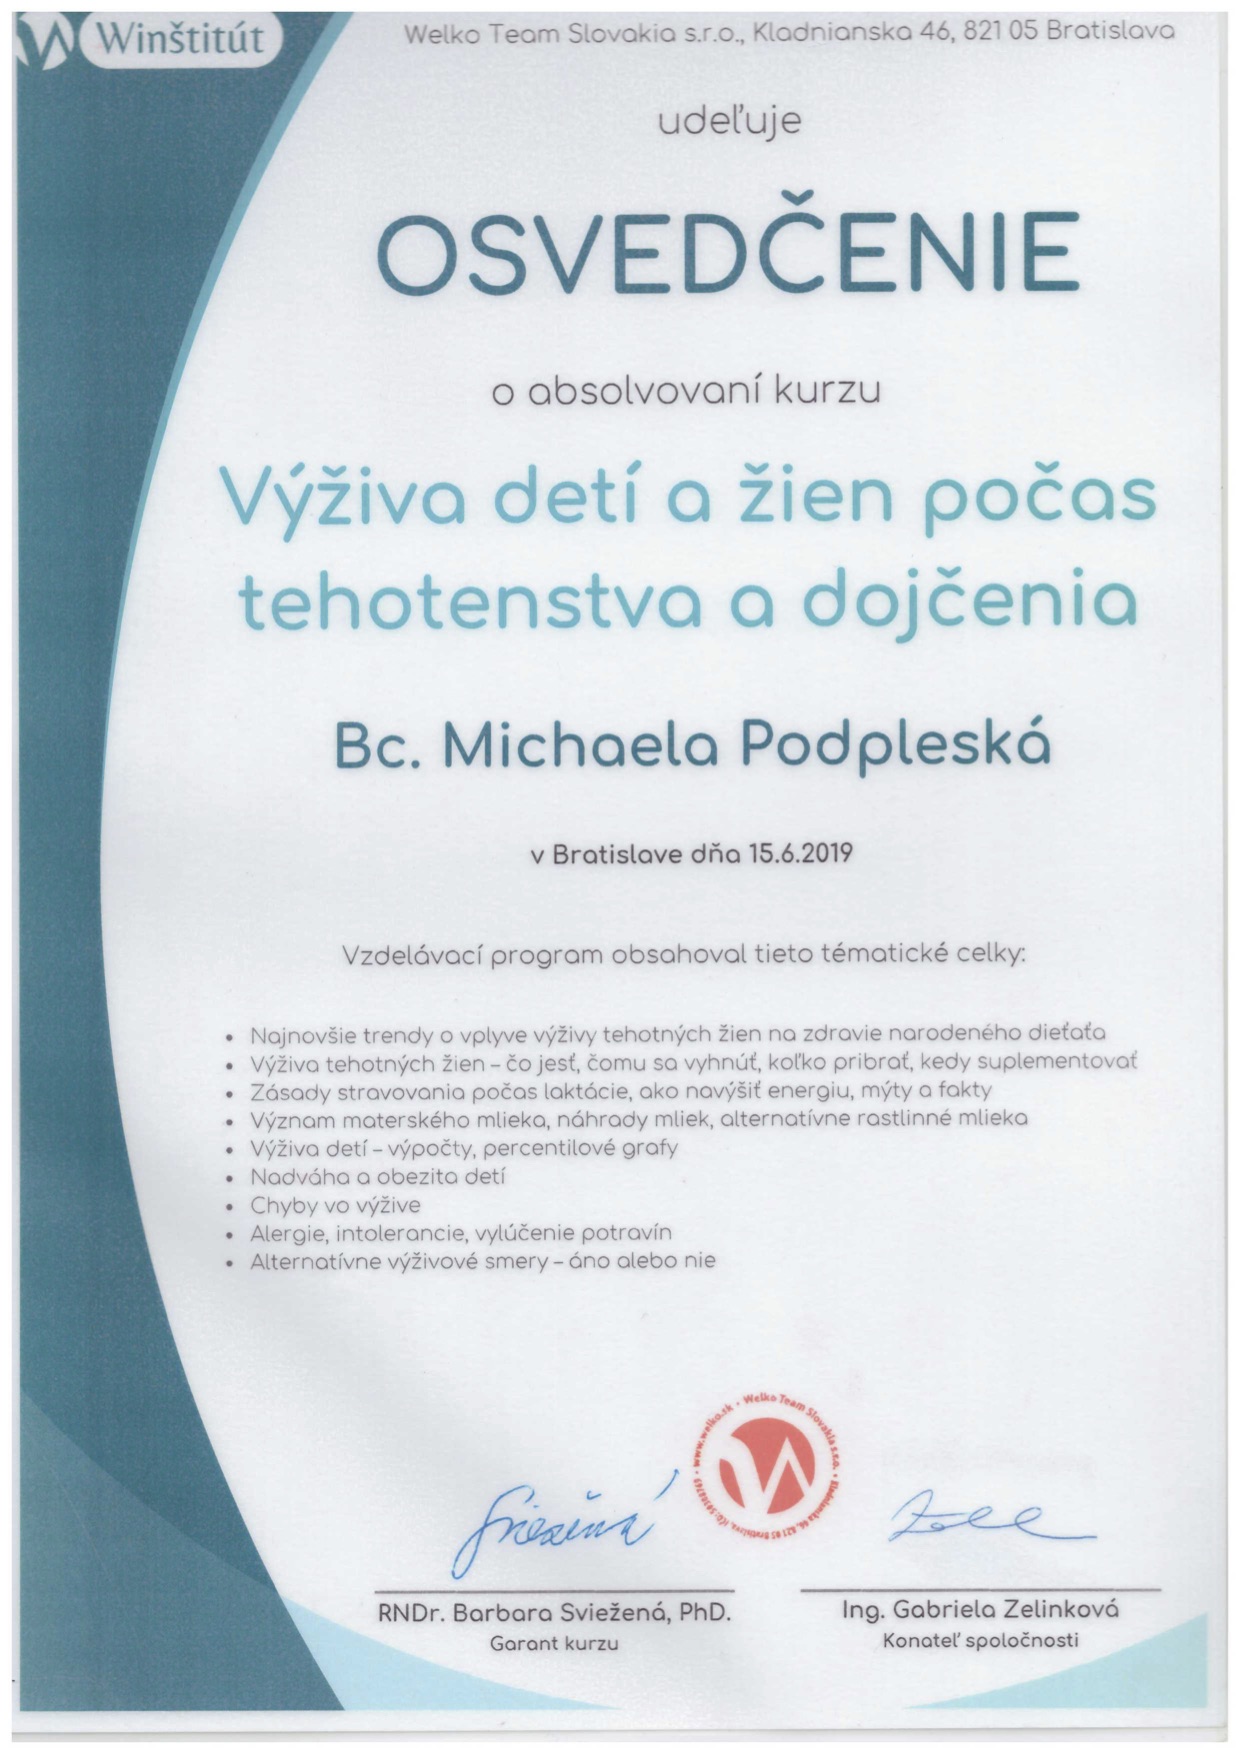 Winštitút
Welko Team Slovakia s.r.o., Kladnianska 46, 821 05 Bratislava
udeľuje
OSVEDČENIE
o absolvovaní kurzu
Výživa detí a žien počas
tehotenstva a dojčenia
Bc. Michaela Podpleská
v Bratislave dňa 15.6.2019
Vzdelávací program obsahoval tieto tématické celky:
• Najnovšie trendy o vplyve výživy tehotných žien na zdravie narodeného dieťaťa
• Výživa tehotných žien – čo jesť, čomu sa vyhnúť, koľko pribrať, kedy suplementovať
• Zásady stravovania počas laktácie, ako navýšiť energiu, mýty a fakty
• Význam materského mlieka, náhrady mliek, alternatívne rastlinné mlieka
• Výživa detí – výpočty, percentilové grafy
• Nadváha a obezita detí
• Chyby vo výžive
• Alergie, intolerancie, vylúčenie potravín
• Alternatívne výživové smery – áno alebo nie
www.welko.sk • Welko Team Slovakia s.r.o. • Kladnianska 46, 821 05 Bratislava, IČO:
RNDr. Barbara Sviežená, PhD.
Garant kurzu
Ing. Gabriela Zelinková
Konateľ spoločnosti